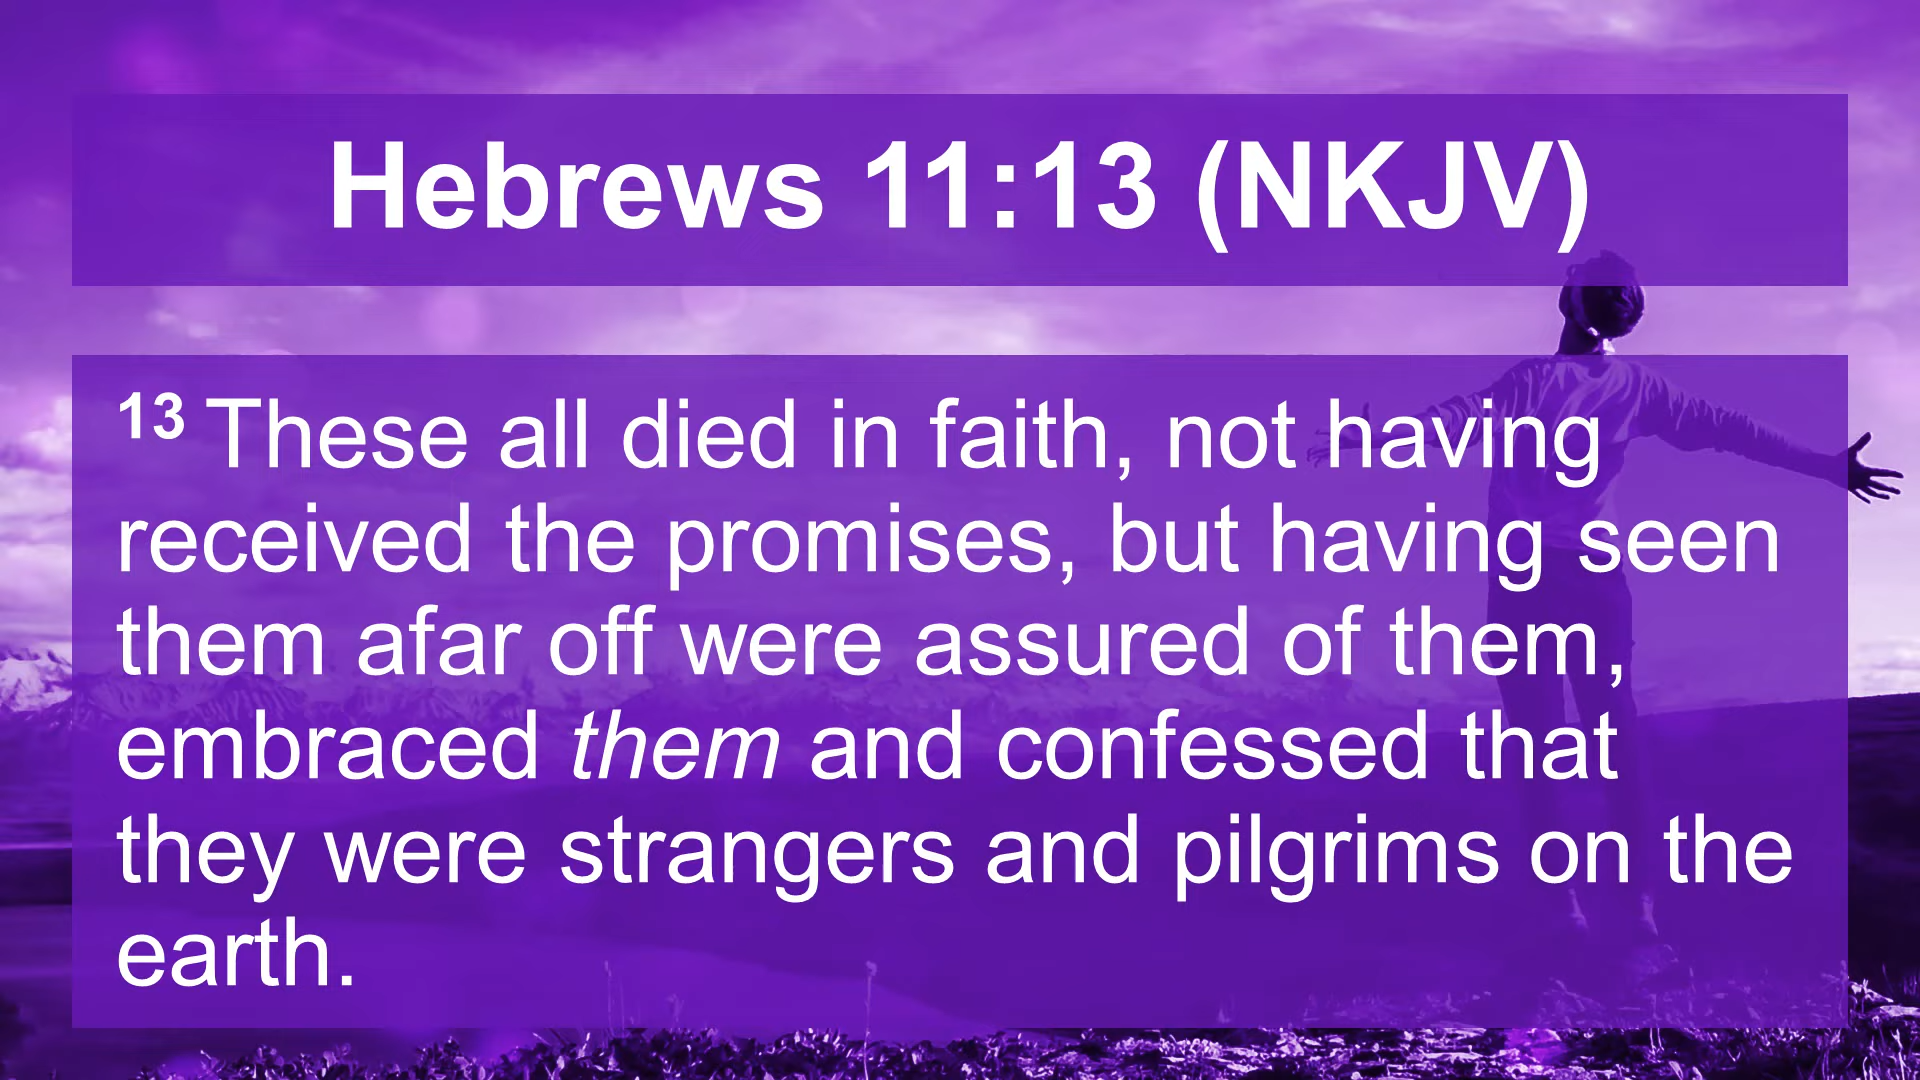 Hebrews 11:13 (NKJV)
13 These all died in faith, not having
received the promises, but having seen
them afar off were assured of them,
embraced them and confessed that
they were strangers and pilgrims on the
earth.